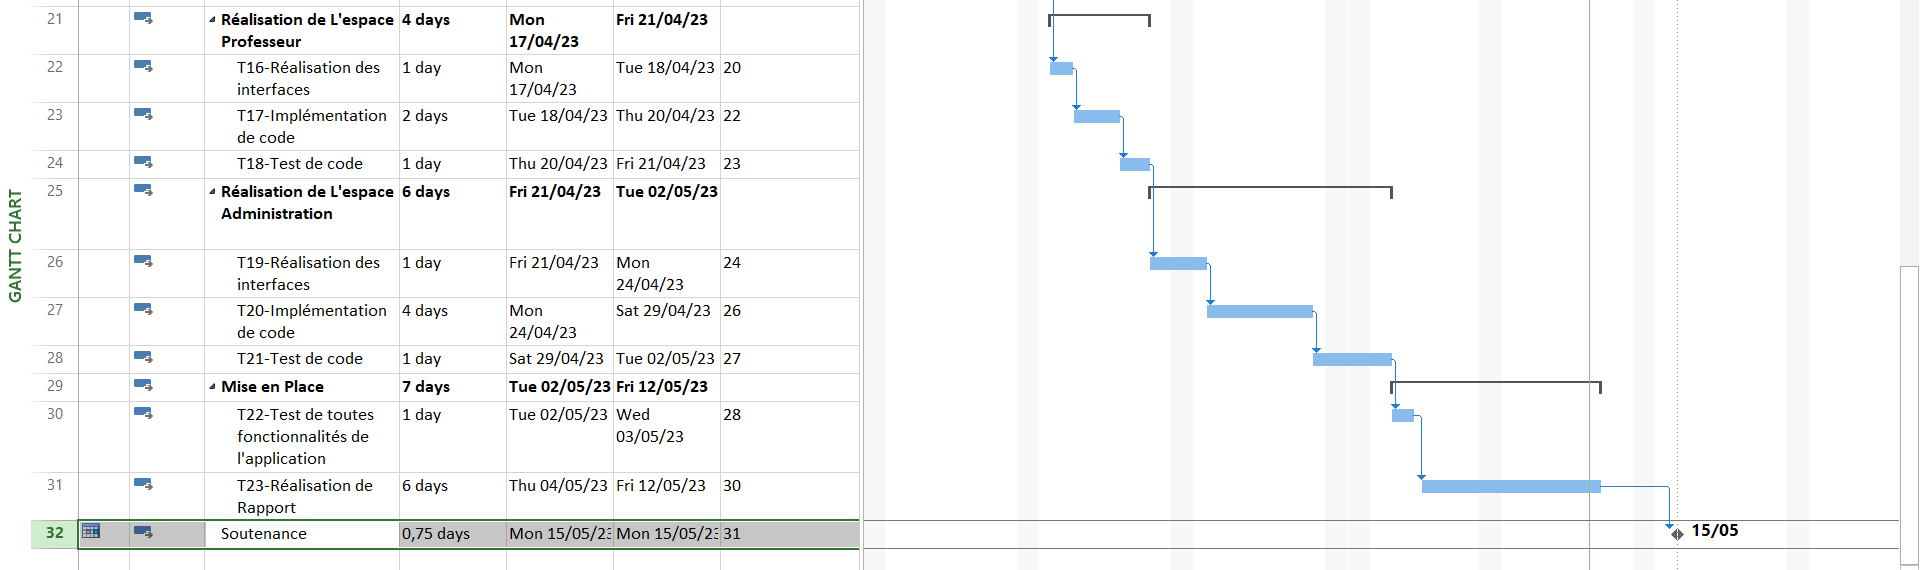 GANTT CHART
21 Réalisation de L'espace 4 days Mon Fri 21/04/23
Professeur 17/04/23
22 T16-Réalisation des 1 day Mon Tue 18/04/23 20
interfaces 17/04/23
23 T17-Implémentation 2 days Tue 18/04/23 Thu 20/04/23 22
de code
24 T18-Test de code 1 day Thu 20/04/23 Fri 21/04/23 23
25 Réalisation de L'espace 6 days Fri 21/04/23 Tue 02/05/23
Administration
26 T19-Réalisation des 1 day Fri 21/04/23 Mon 24
interfaces 24/04/23
27 T20-Implémentation 4 days Mon Sat 29/04/23 26
de code 24/04/23
28 T21-Test de code 1 day Sat 29/04/23 Tue 02/05/23 27
29 Mise en Place 7 days Tue 02/05/23 Fri 12/05/23
30 T22-Test de toutes 1 day Tue 02/05/23 Wed 28
fonctionnalités de 03/05/23
l'application
31 T23-Réalisation de 6 days Thu 04/05/23 Fri 12/05/23 30
Rapport
32 Soutenance 0,75 days Mon 15/05/23 Mon 15/05/23 31 15/05